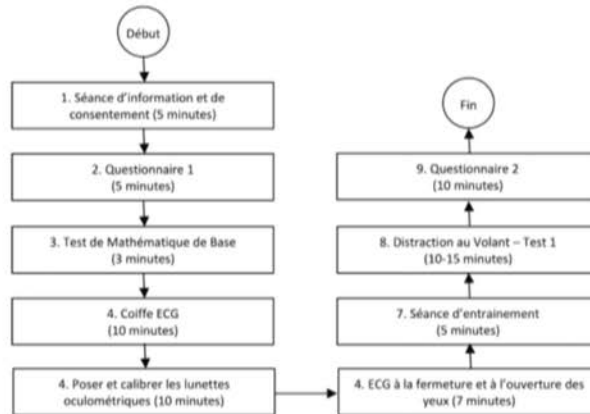 Début
1. Séance d'information et de
consentement (5 minutes)
2. Questionnaire 1
(5 minutes)
3. Test de Mathématique de Base
(3 minutes)
4. Coiffe ECG
(10 minutes)
4. Poser et calibrer les lunettes
oculométriques (10 minutes)
4. ECG à la fermeture et à l'ouverture des
yeux (7 minutes)
7. Séance d'entrainement
(5 minutes)
8. Distraction au Volant – Test 1
(10-15 minutes)
9. Questionnaire 2
(10 minutes)
Fin